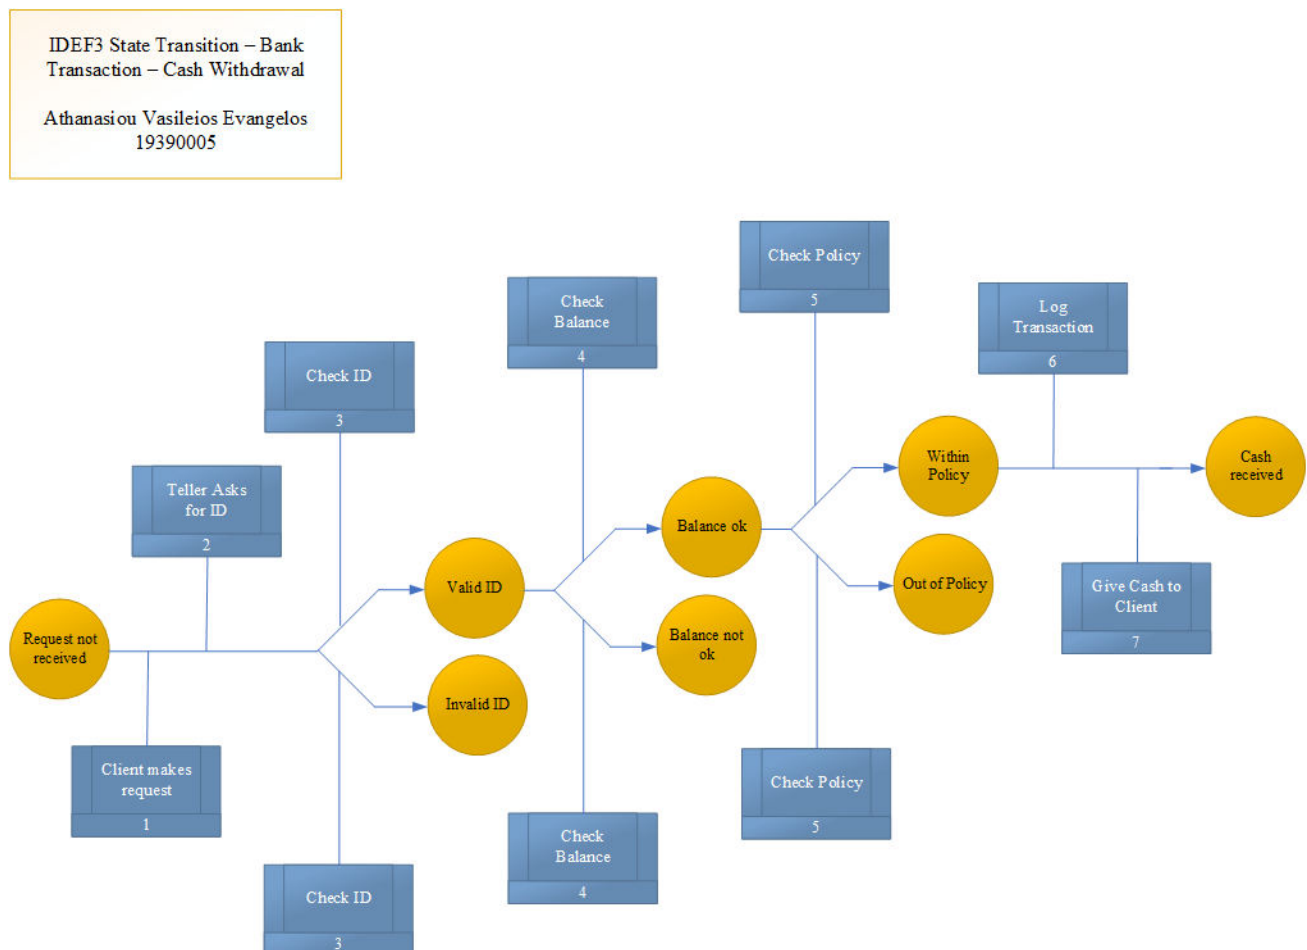 IDEF3 State Transition – Bank
Transaction – Cash Withdrawal
Athanasiou Vasileios Evangelos
19390005
Check Policy
5
Check
Balance
4
Log
Transaction
6
Check ID
3
Teller Asks
for ID
2
Within
Policy
Cash
received
Balance ok
Valid ID
Out of Policy
Give Cash to
Client
7
Request not
received
Balance not
ok
Invalid ID
Client makes
request
1
Check Policy
5
Check
Balance
4
Check ID
3